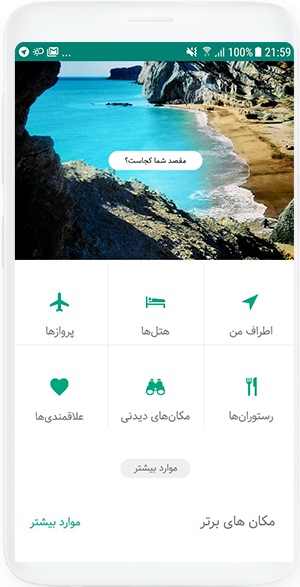 ... 100% 21:59
مقصد شما کجاست؟
اطراف من هتل‌ها پروازها
رستوران‌ها مکان‌های دیدنی علاقمندی‌ها
موارد بیشتر
مکان های برتر موارد بیشتر